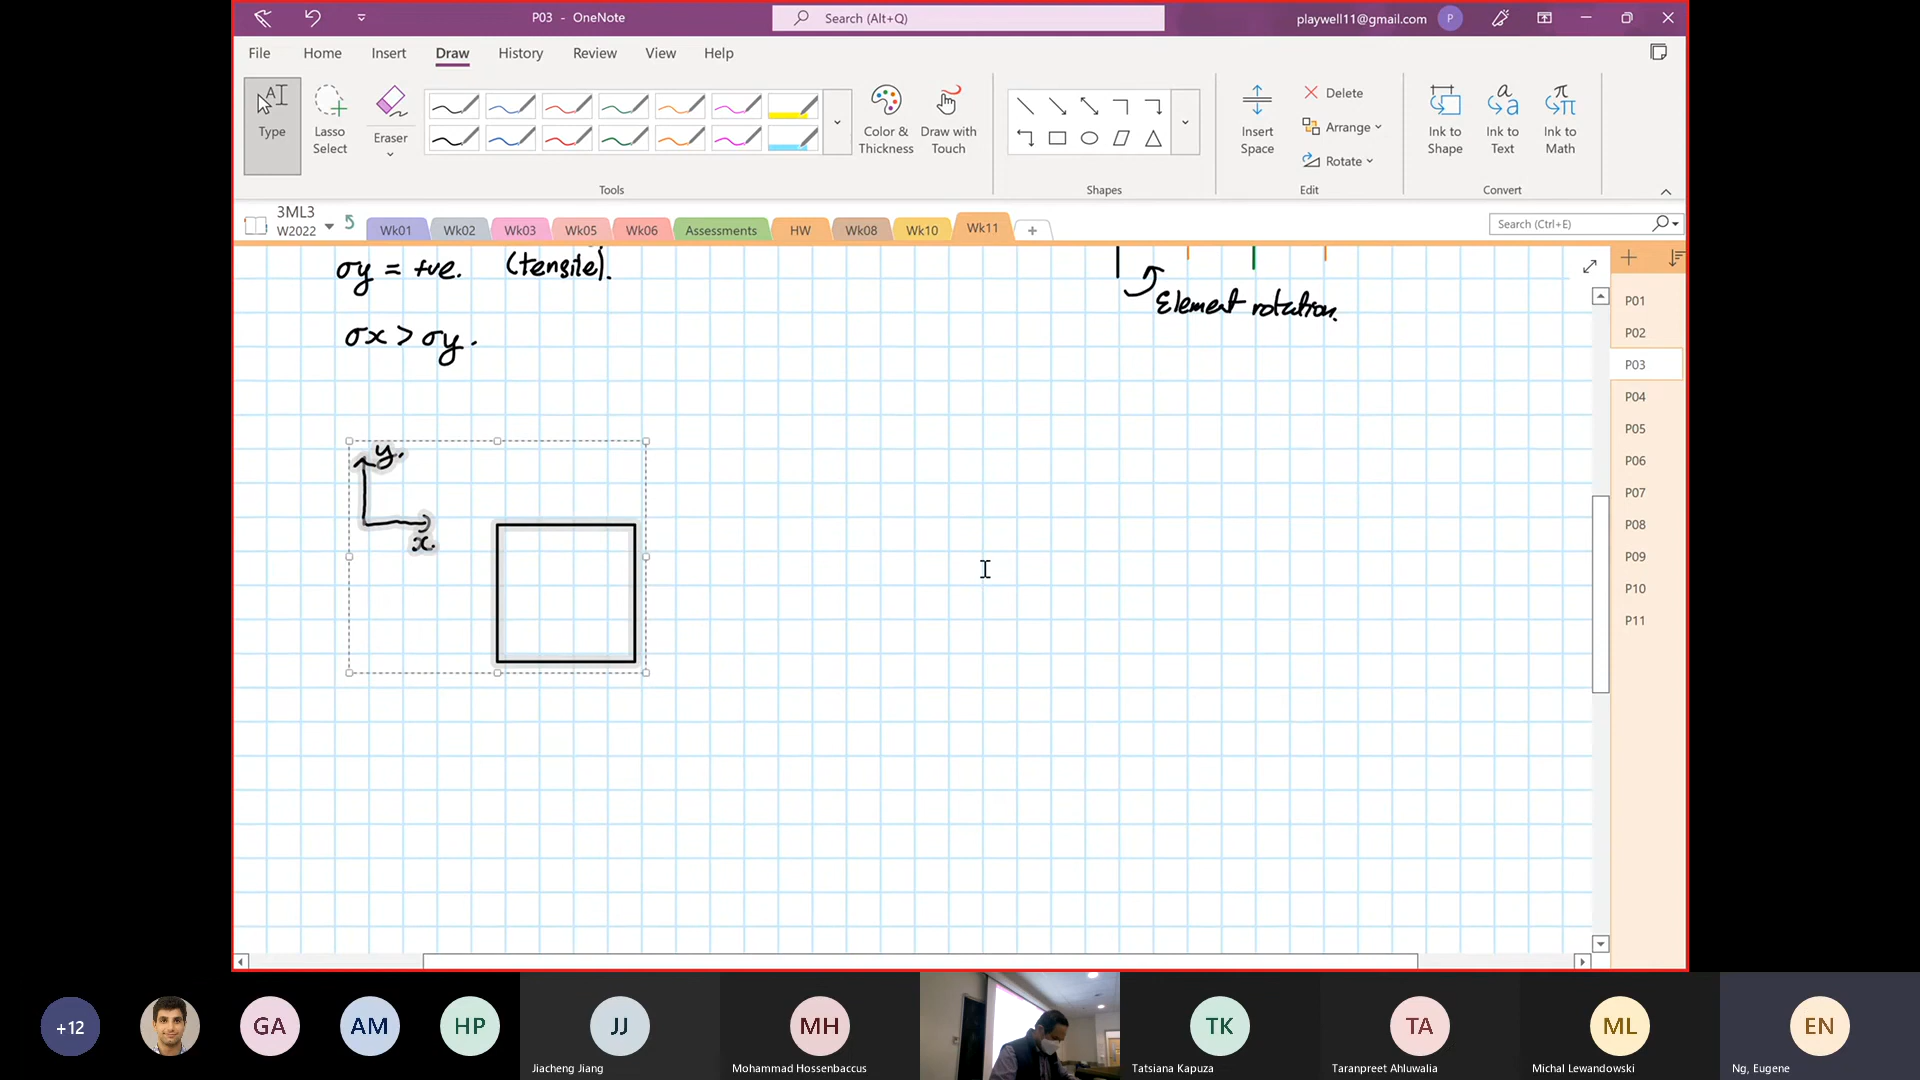 P03 - OneNote
Search (Alt+Q)
playwell11@gmail.com
P
File Home Insert Draw History Review View Help
Type
Lasso Select
Eraser
Color & Thickness
Draw with Touch
Insert Space
Delete
Arrange
Rotate
Ink to Shape
Ink to Text
Ink to Math
Tools Shapes Edit Convert
3ML3 W2022
Wk01 Wk02 Wk03 Wk05 Wk06 Assessments HW Wk08 Wk10 Wk11
Search (Ctrl+E)
σy = +ve. (tensile).
Element rotation.
σx > σy.
y.
x.
P01
P02
P03
P04
P05
P06
P07
P08
P09
P10
P11
+12 GA AM HP JJ MH TK TA ML EN
Jiacheng Jiang Mohammad Hossenbaccus Tatsiana Kapuza Taranpreet Ahluwalia Michal Lewandowski Ng, Eugene